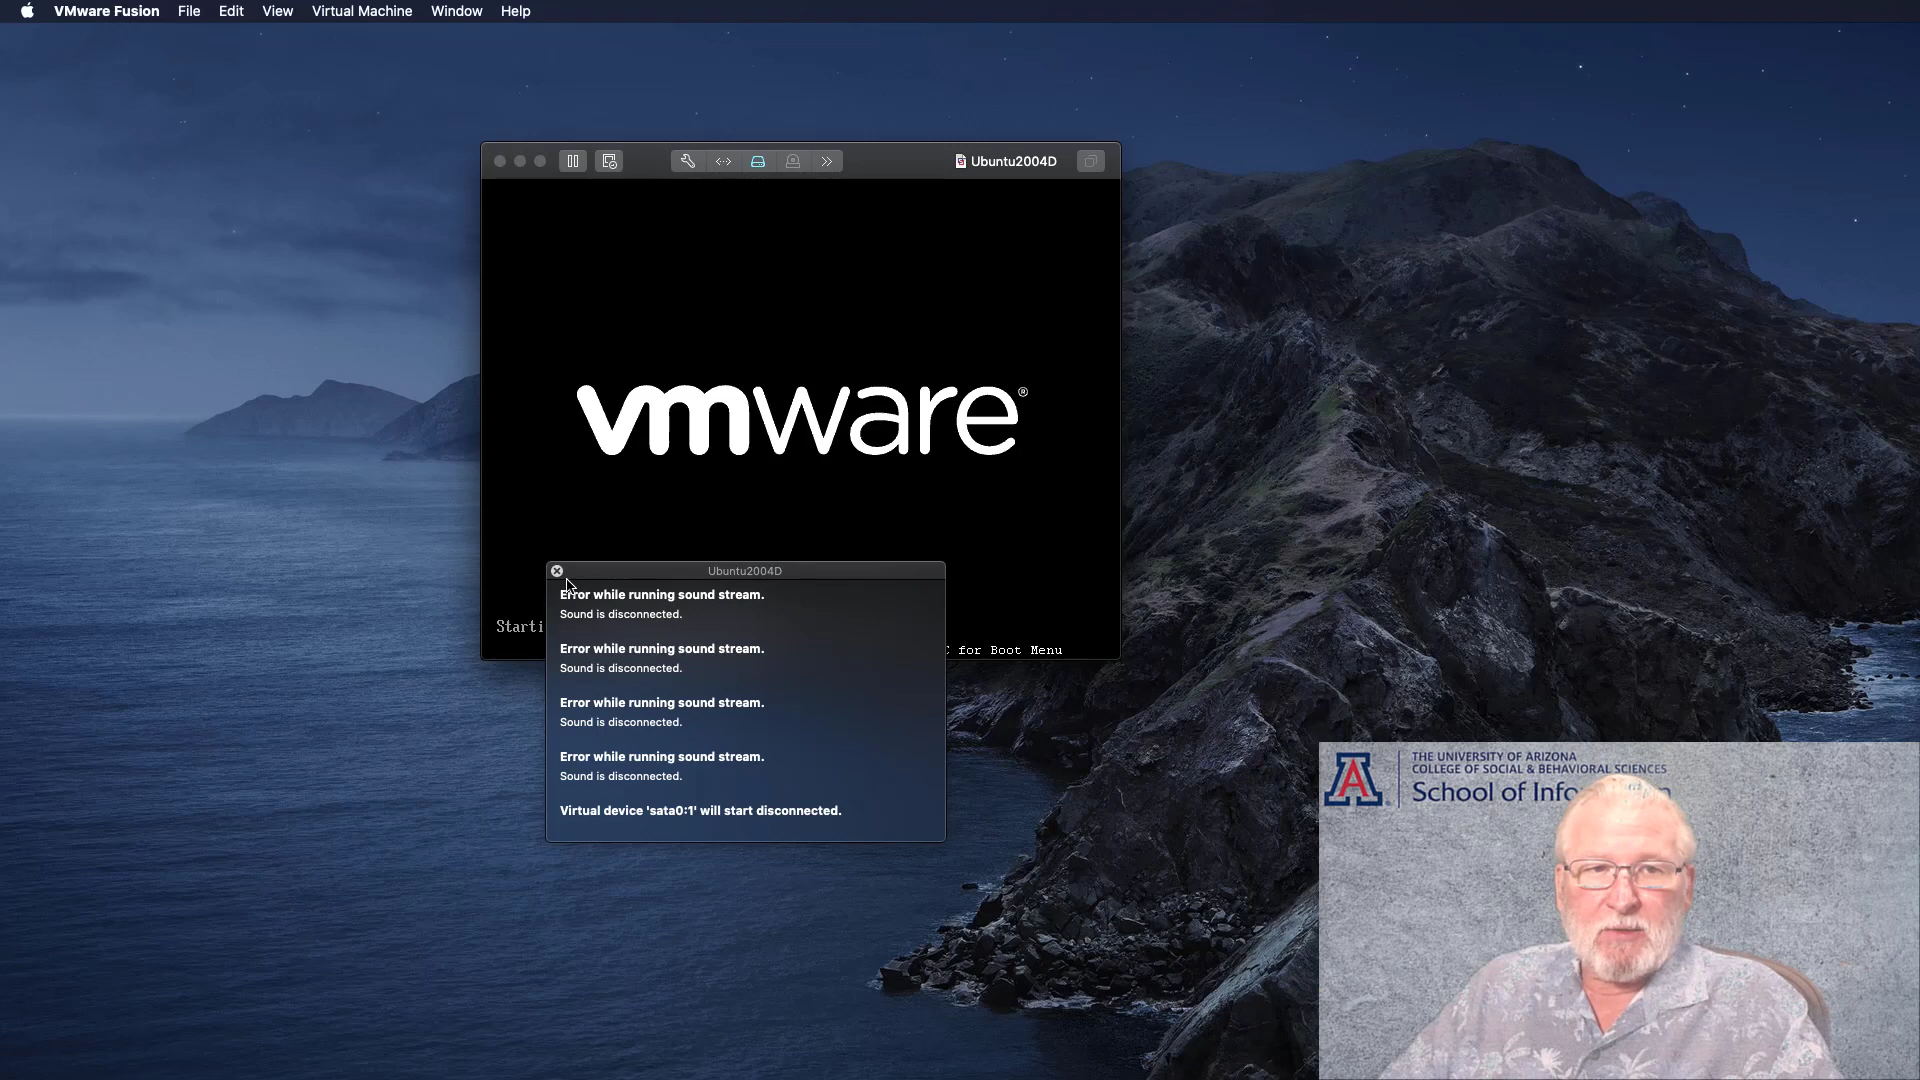 VMware Fusion File Edit View Virtual Machine Window Help
Ubuntu2004D
vmware®
Starti
for Boot Menu
Ubuntu2004D
Error while running sound stream.
Sound is disconnected.
Error while running sound stream.
Sound is disconnected.
Error while running sound stream.
Sound is disconnected.
Error while running sound stream.
Sound is disconnected.
Virtual device 'sata0:1' will start disconnected.
A
THE UNIVERSITY OF ARIZONA
COLLEGE OF SOCIAL & BEHAVIORAL SCIENCES
School of Info